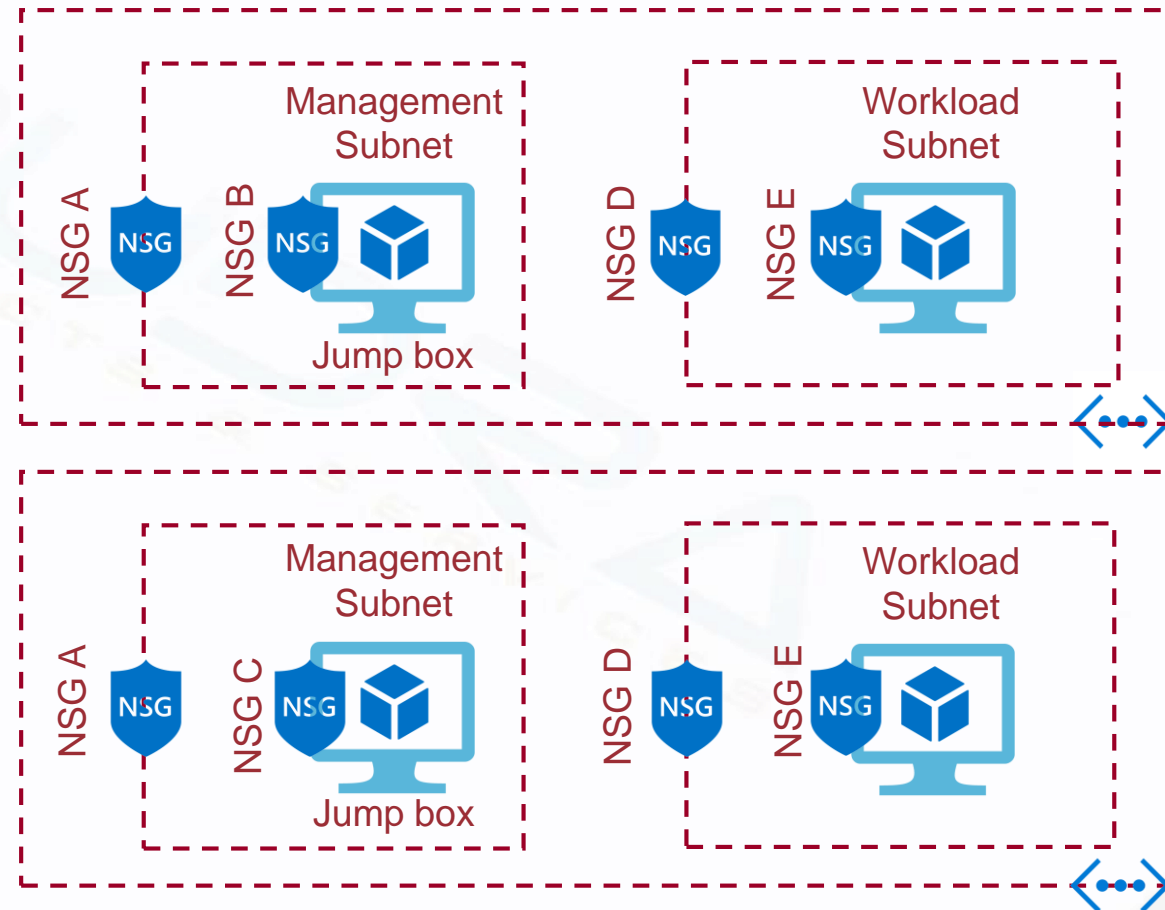 Management
Subnet
Workload
Subnet
NSG A
NSG
NSG B
NSG
NSG D
NSG
NSG E
NSG
Jump box
Management
Subnet
Workload
Subnet
NSG A
NSG
NSG C
NSG
NSG D
NSG
NSG E
NSG
Jump box